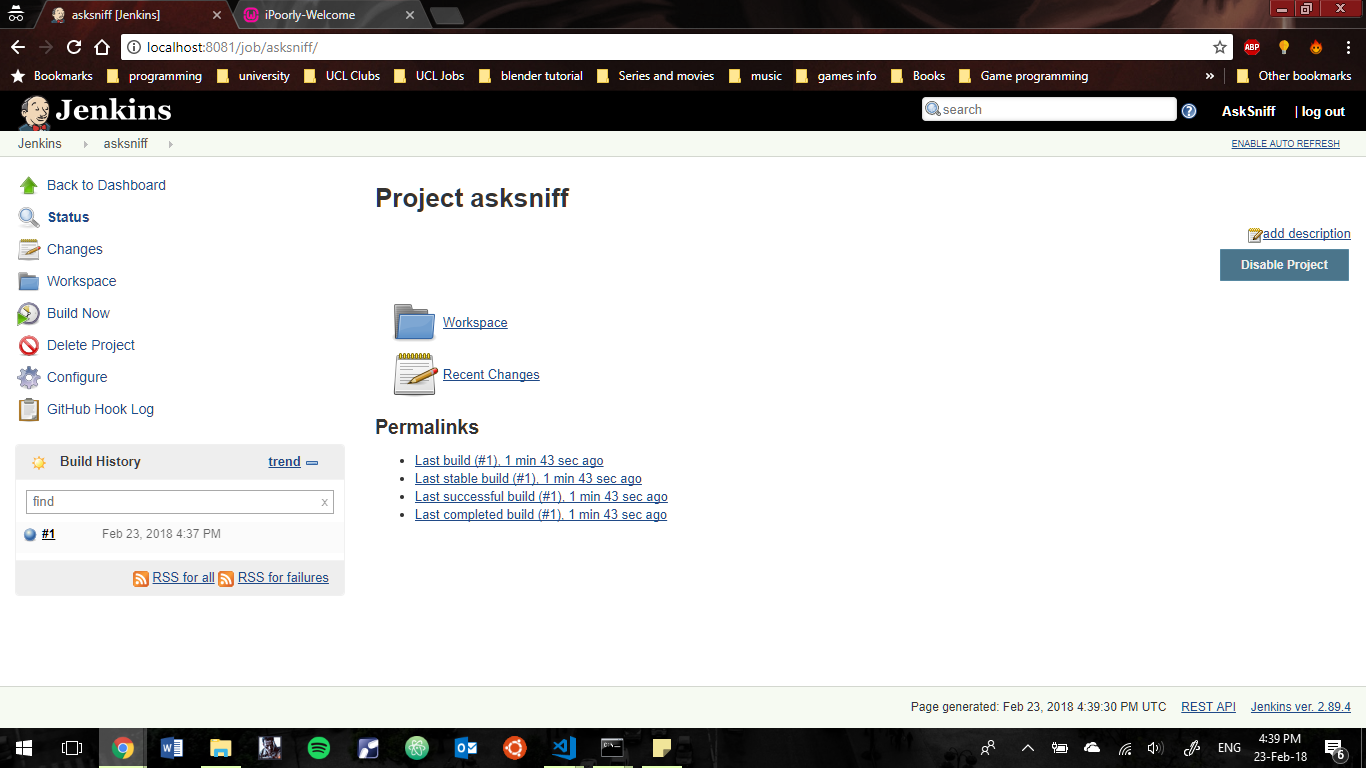 asksniff [Jenkins]
iPoorly-Welcome
localhost:8081/job/asksniff/
ABP
Bookmarks programming university UCL Clubs UCL Jobs blender tutorial Series and movies music games info Books Game programming » Other bookmarks
Jenkins
search
AskSniff | log out
Jenkins asksniff
ENABLE AUTO REFRESH
Back to Dashboard
Status
Changes
Workspace
Build Now
Delete Project
Configure
GitHub Hook Log
Build History trend
find x
#1 Feb 23, 2018 4:37 PM
RSS for all RSS for failures
Project asksniff
add description
Disable Project
Workspace
Recent Changes
Permalinks
Last build (#1), 1 min 43 sec ago
Last stable build (#1), 1 min 43 sec ago
Last successful build (#1), 1 min 43 sec ago
Last completed build (#1), 1 min 43 sec ago
Page generated: Feb 23, 2018 4:39:30 PM UTC REST API Jenkins ver. 2.89.4
ENG
4:39 PM
23-Feb-18
6